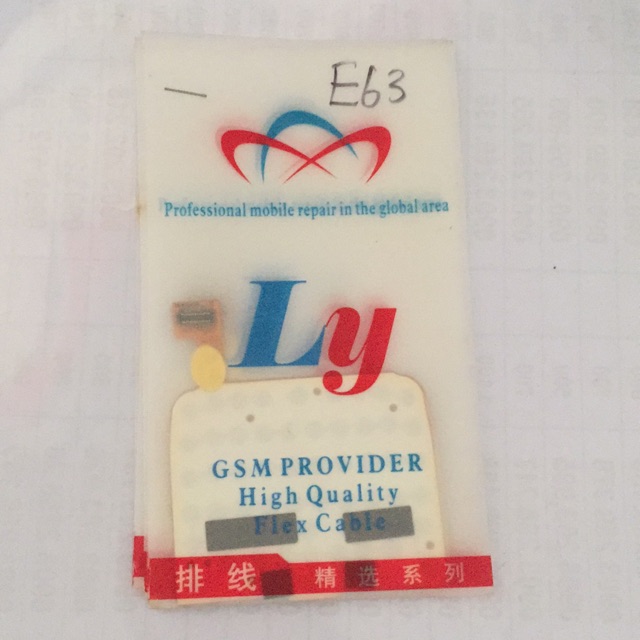 E63
Professional mobile repair in the global area
Ly
GSM PROVIDER
High Quality
Flex Cable
排线 精选系列